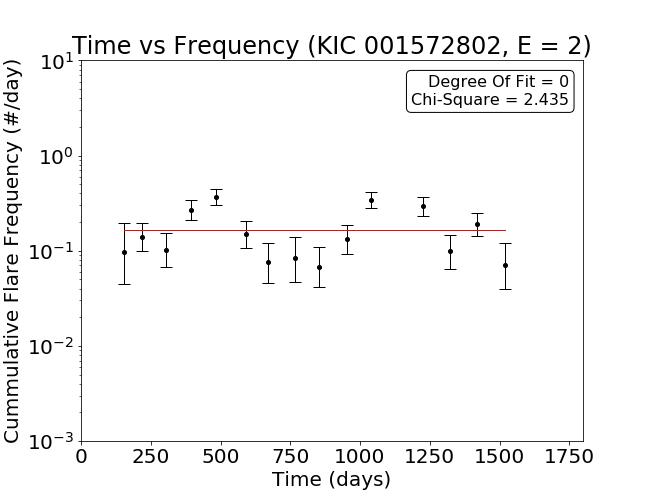 Time vs Frequency (KIC 001572802, E = 2)
Degree Of Fit = 0
Chi-Square = 2.435
Cummulative Flare Frequency (#/day)
10¹
10⁰
10⁻¹
10⁻²
10⁻³
0 250 500 750 1000 1250 1500 1750
Time (days)